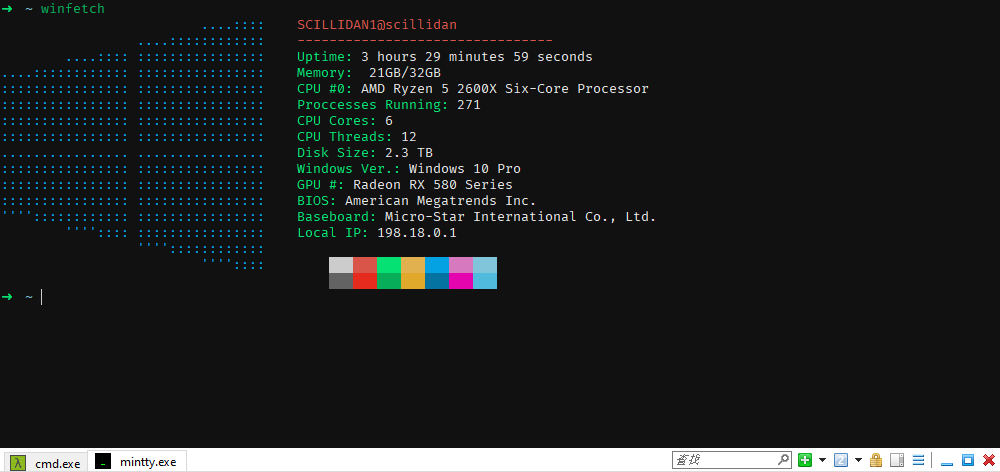 ➜ ~ winfetch
SCILLIDAN1@scillidan
--------------------------------
Uptime: 3 hours 29 minutes 59 seconds
Memory:  21GB/32GB
CPU #0: AMD Ryzen 5 2600X Six-Core Processor
Proccesses Running: 271
CPU Cores: 6
CPU Threads: 12
Disk Size: 2.3 TB
Windows Ver.: Windows 10 Pro
GPU #: Radeon RX 580 Series
BIOS: American Megatrends Inc.
Baseboard: Micro-Star International Co., Ltd.
Local IP: 198.18.0.1
➜ ~
λ cmd.exe
mintty.exe
查找
2